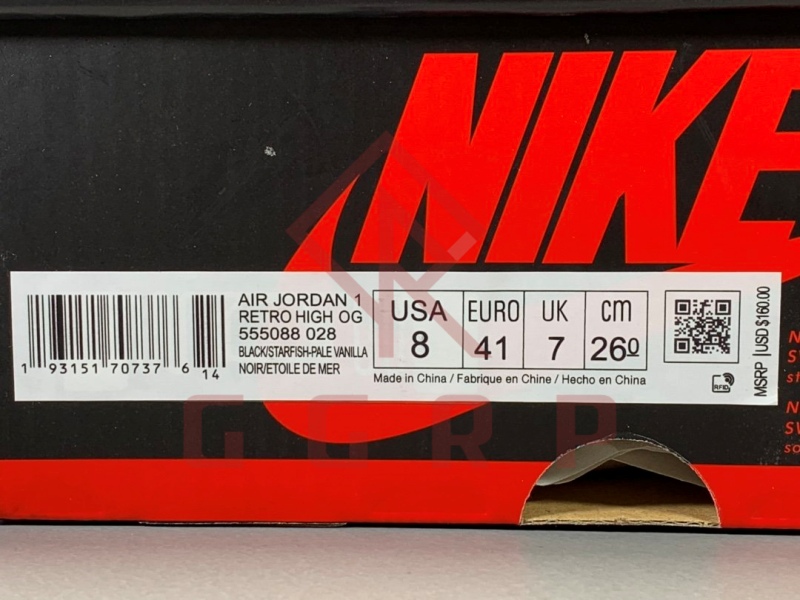 NIKE
AIR JORDAN 1
RETRO HIGH OG
555088 028
BLACK/STARFISH-PALE VANILLA
NOIR/ETOILE DE MER
1 93151 70737 6 14
USA EURO UK cm
8 41 7 26.0
Made in China / Fabrique en Chine / Hecho en China
RFID
MSRP | USD $160.00
GGRP